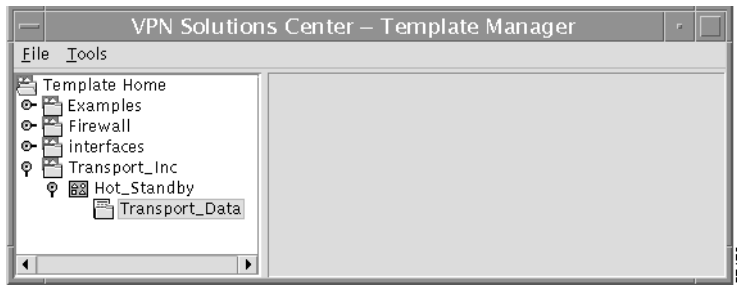 VPN Solutions Center – Template Manager
File Tools
Template Home
Examples
Firewall
interfaces
Transport_Inc
Hot_Standby
Transport_Data